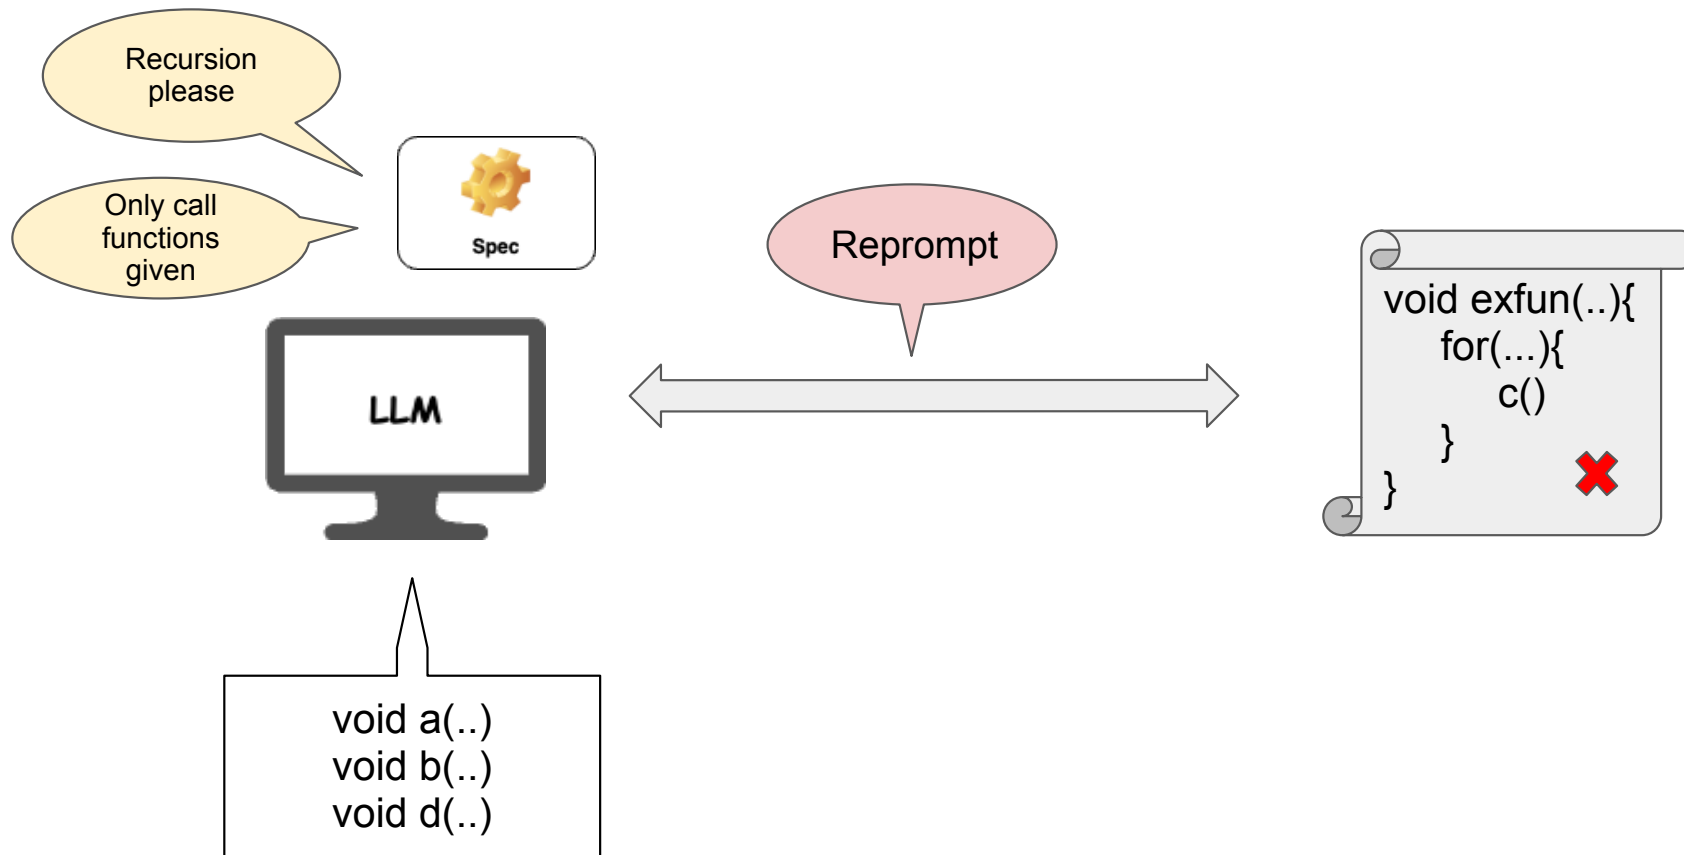 Recursion
please
Only call
functions
given
Spec
LLM
Reprompt
void exfun(..){
for(...){
c()
}
}
void a(..)
void b(..)
void d(..)